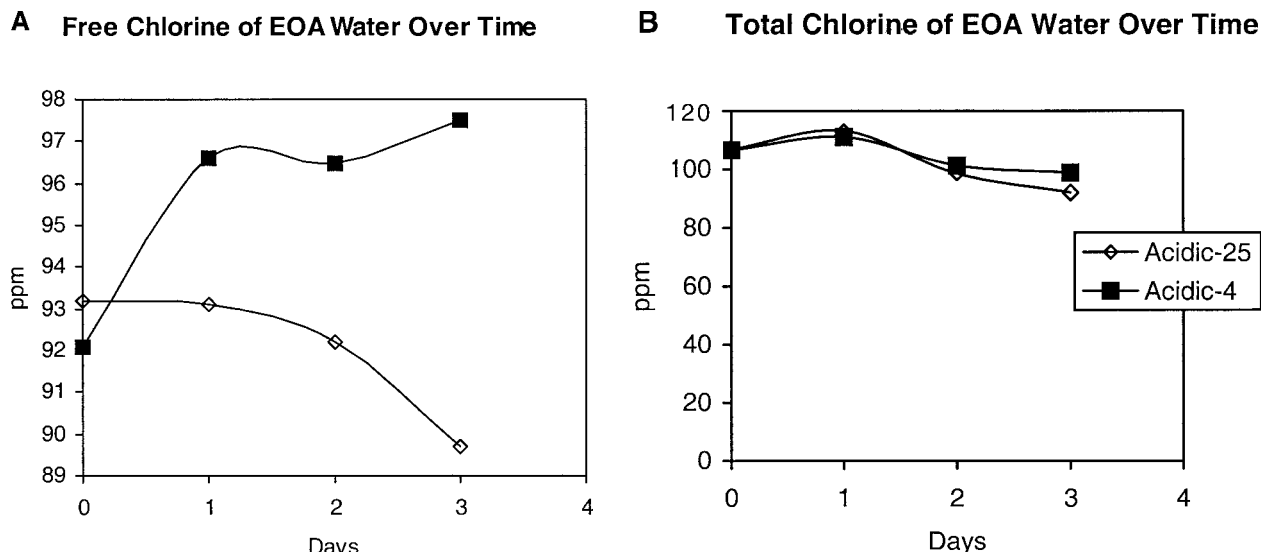 A Free Chlorine of EOA Water Over Time
98
97
96
95
94
93
92
91
90
89
ppm
0 1 2 3 4
Days
B Total Chlorine of EOA Water Over Time
120
100
80
60
40
20
0
ppm
0 1 2 3 4
Days
Acidic-25
Acidic-4